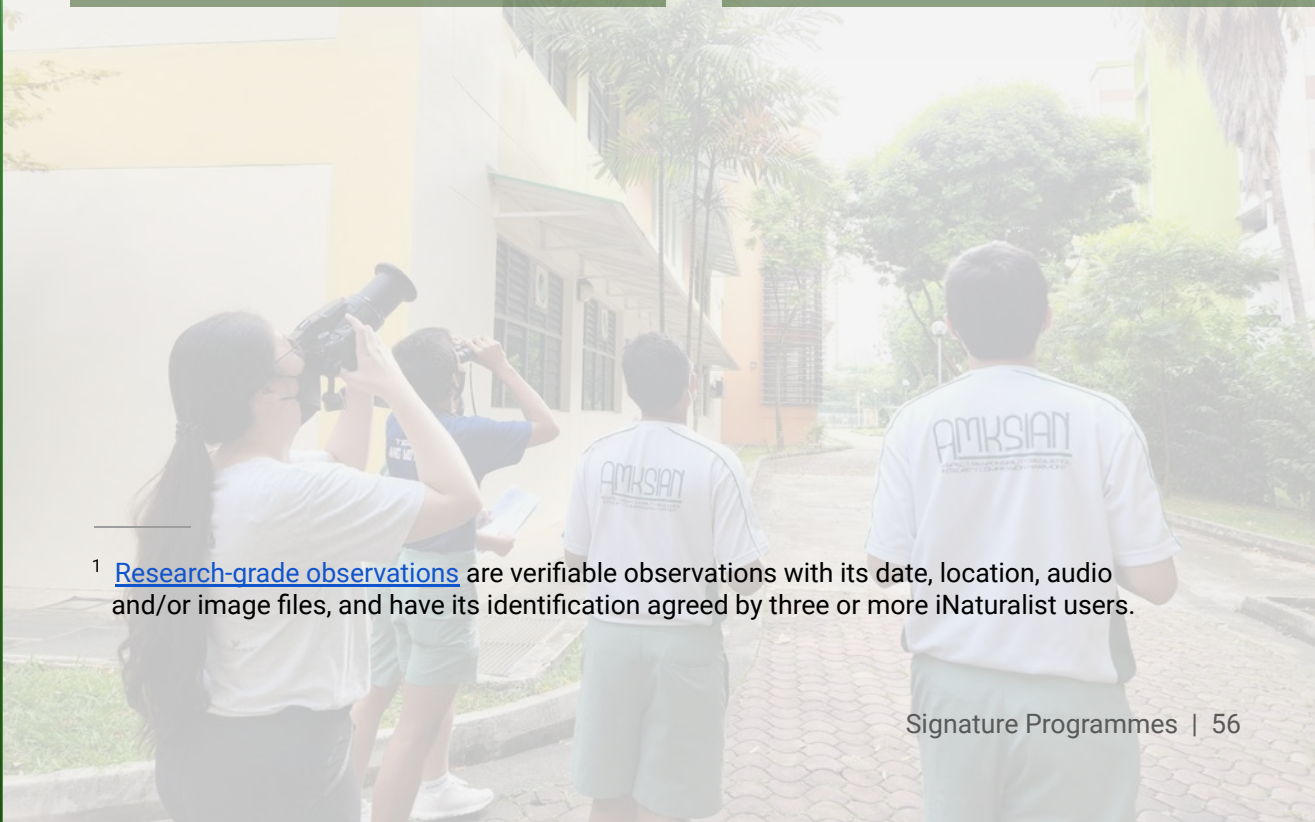 AMKSIAN
AMKSIAN
1 Research-grade observations are verifiable observations with its date, location, audio
and/or image files, and have its identification agreed by three or more iNaturalist users.
Signature Programmes | 56